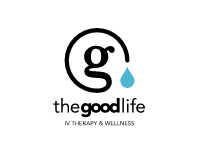 g
thegoodlife
IV THERAPY & WELLNESS